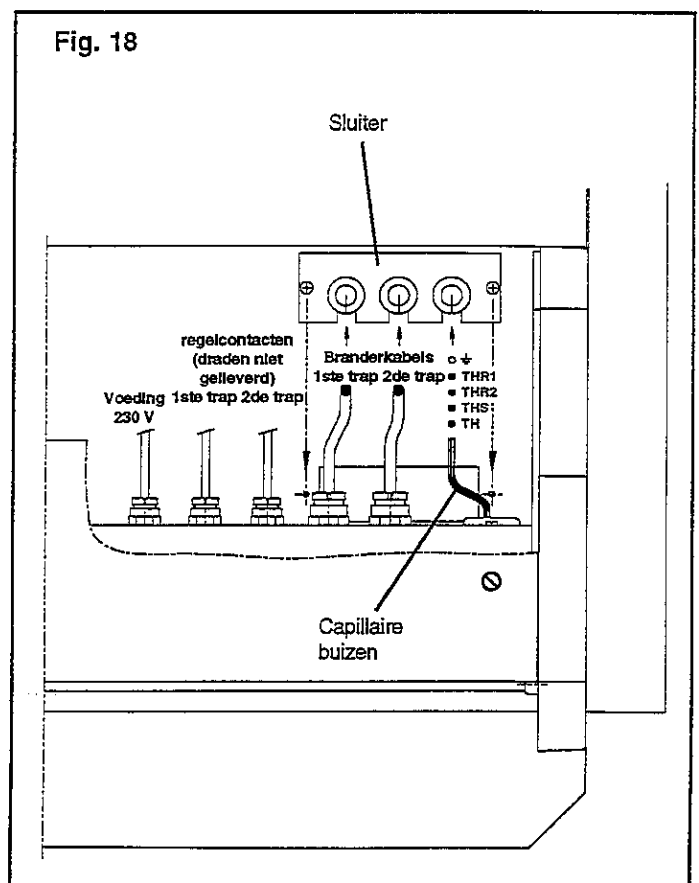 Fig. 18
Sluiter
regelcontacten
(draden niet
geleverd)
Voeding 1ste trap 2de trap
230 V
Branderkabels
1ste trap 2de trap
THR1
THR2
THS
TH
Capillaire
buizen